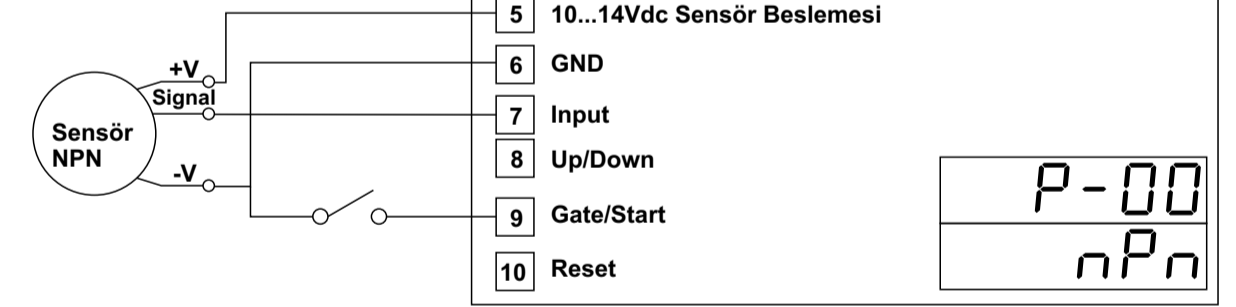 5 10...14Vdc Sensör Beslemesi
+V
6 GND
Signal
7 Input
Sensör
NPN
8 Up/Down
-V
P-00
9 Gate/Start
nPn
10 Reset